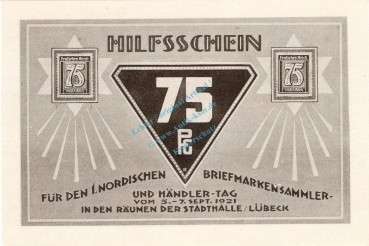 HILFSSCHEIN
Deutsches Reich
75
Deutsches Reich
75
75
PFG
FÜR DEN I. NORDISCHEN BRIEFMARKENSAMMLER-
UND HÄNDLER-TAG
VOM 5.-7. SEPT. 1921
IN DEN RÄUMEN DER STADTHALLE / LÜBECK